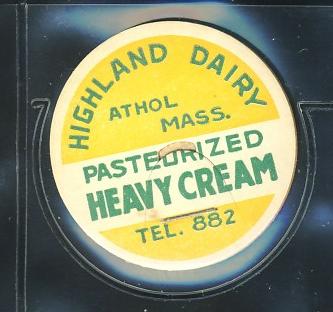 HIGHLAND DAIRY
ATHOL
MASS.
PASTEURIZED
HEAVY CREAM
TEL. 882